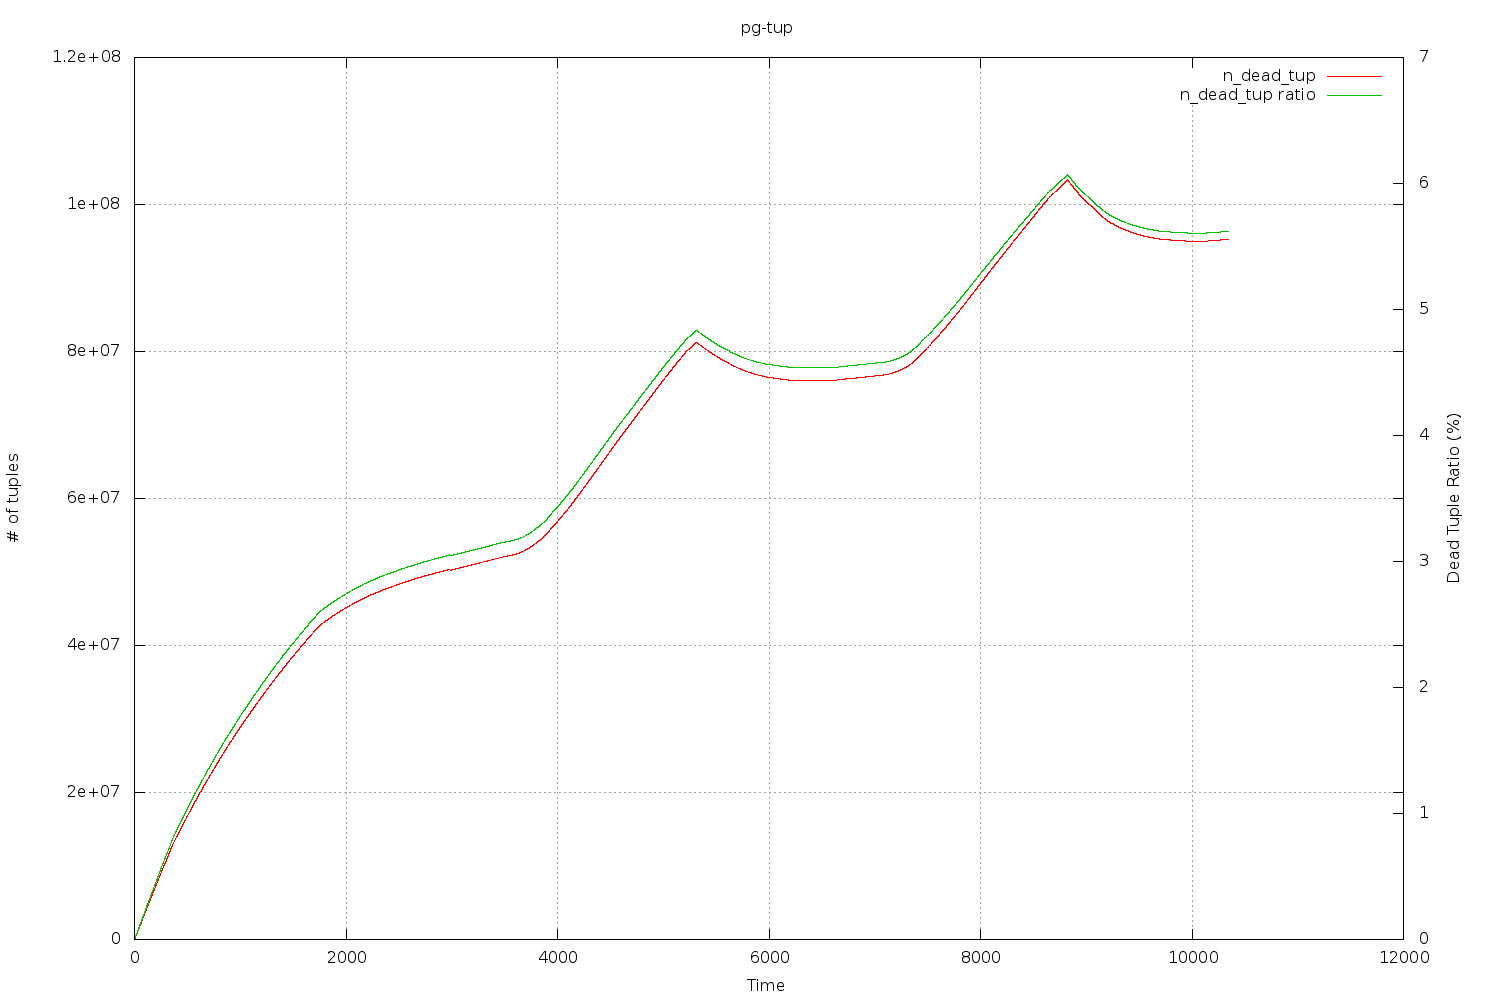 pg-tup
n_dead_tup
n_dead_tup ratio
1.2e+08
1e+08
8e+07
6e+07
4e+07
2e+07
0
# of tuples
7
6
5
4
3
2
1
0
Dead Tuple Ratio (%)
0 2000 4000 6000 8000 10000 12000
Time